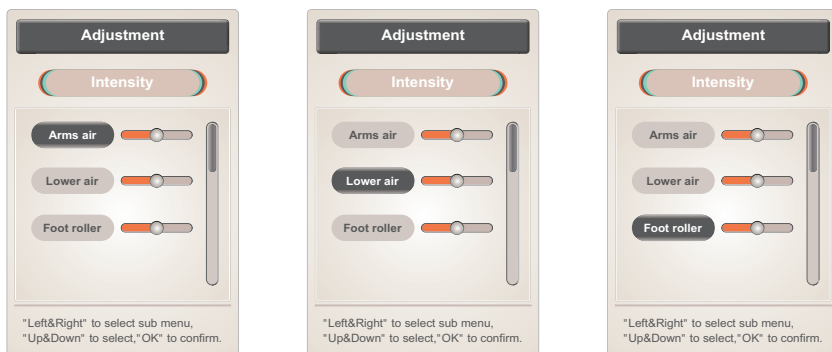 Adjustment
Intensity
Arms air
Lower air
Foot roller
"Left&Right" to select sub menu,
"Up&Down" to select,"OK" to confirm.
Adjustment
Intensity
Arms air
Lower air
Foot roller
"Left&Right" to select sub menu,
"Up&Down" to select,"OK" to confirm.
Adjustment
Intensity
Arms air
Lower air
Foot roller
"Left&Right" to select sub menu,
"Up&Down" to select,"OK" to confirm.